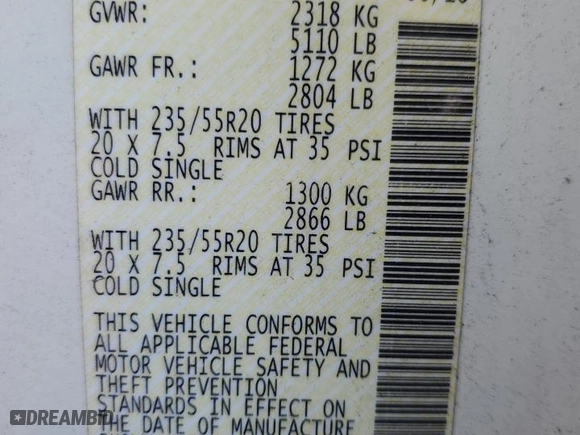 GVWR: 2318 KG
5110 LB
GAWR FR.: 1272 KG
2804 LB
WITH 235/55R20 TIRES
20 X 7.5 RIMS AT 35 PSI
COLD SINGLE
GAWR RR.: 1300 KG
2866 LB
WITH 235/55R20 TIRES
20 X 7.5 RIMS AT 35 PSI
COLD SINGLE
THIS VEHICLE CONFORMS TO
ALL APPLICABLE FEDERAL
MOTOR VEHICLE SAFETY AND
THEFT PREVENTION
STANDARDS IN EFFECT ON
THE DATE OF MANUFACTURE
DREAMBID